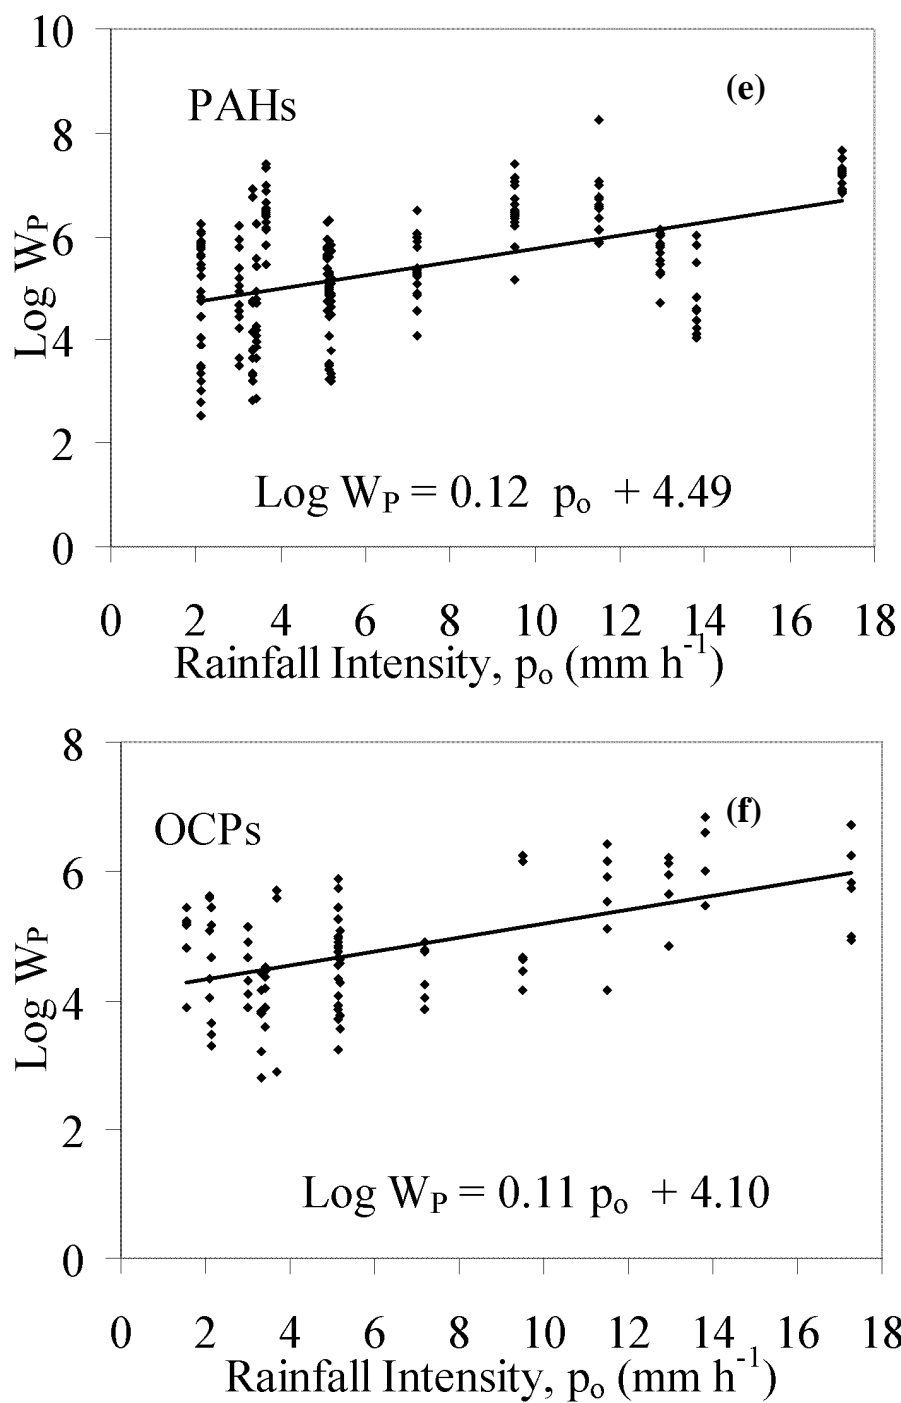 10
PAHs
(e)
8
6
4
2
0
Log W_P
Log W_P = 0.12 p_o + 4.49
0 2 4 6 8 10 12 14 16 18
Rainfall Intensity, p_o (mm h^-1)
8
OCPs
(f)
6
4
2
0
Log W_P
Log W_P = 0.11 p_o + 4.10
0 2 4 6 8 10 12 14 16 18
Rainfall Intensity, p_o (mm h^-1)